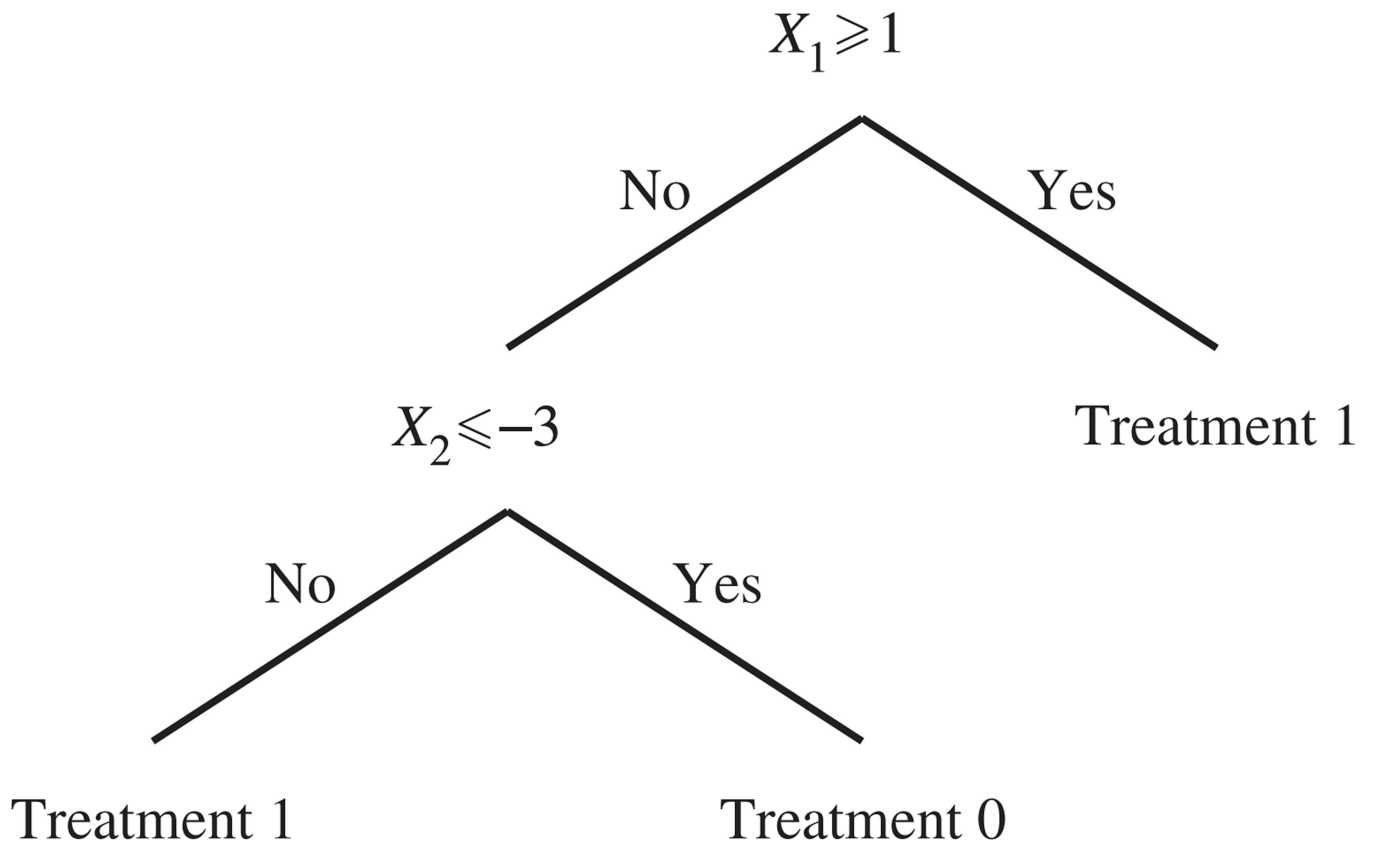 X₁⩾1
No
Yes
X₂⩽−3
Treatment 1
No
Yes
Treatment 1
Treatment 0